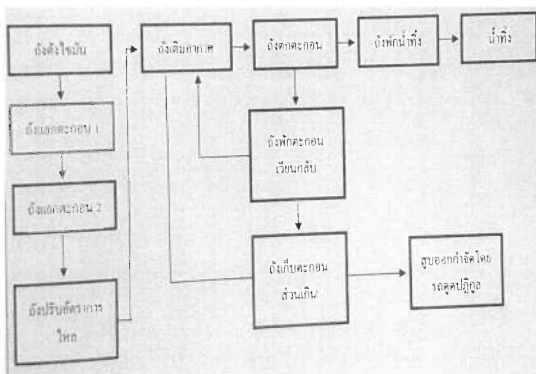 ถังดักไขมัน
ถังแยกตะกอน 1
ถังแยกตะกอน 2
ถังปรับอัตราการ
ไหล
ถังเติมอากาศ
ถังตกตะกอน
ถังพักน้ำทิ้ง
น้ำทิ้ง
ถังพักตะกอน
เวียนกลับ
ถังเก็บตะกอน
ส่วนเกิน
สูบออกกำจัดโดย
รถดูดปฏิกูล